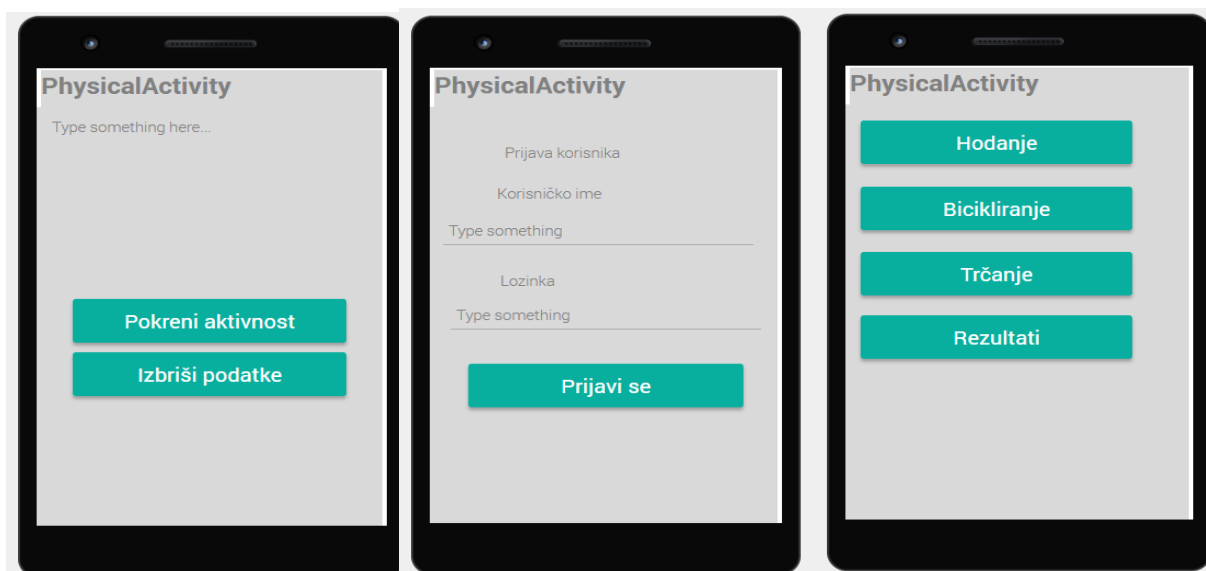 PhysicalActivity
Type something here...
Pokreni aktivnost
Izbriši podatke
PhysicalActivity
Prijava korisnika
Korisničko ime
Type something
Lozinka
Type something
Prijavi se
PhysicalActivity
Hodanje
Bicikliranje
Trčanje
Rezultati